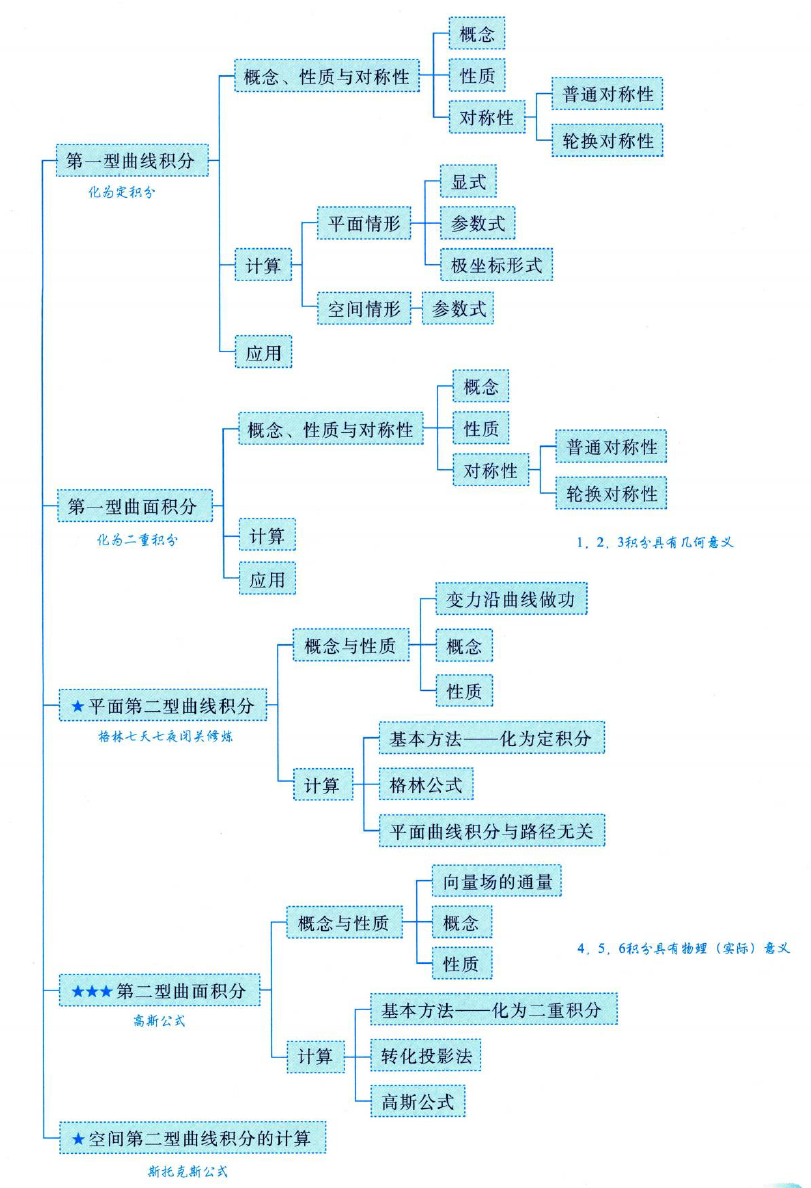 概念
概念、性质与对称性
性质
对称性
普通对称性
轮换对称性
第一型曲线积分
化为定积分
显式
平面情形
参数式
计算
极坐标形式
空间情形
参数式
应用
概念
概念、性质与对称性
性质
对称性
普通对称性
轮换对称性
第一型曲面积分
化为二重积分
计算
1, 2, 3积分具有几何意义
应用
变力沿曲线做功
概念与性质
概念
性质
★平面第二型曲线积分
格林七天七夜闭关修炼
基本方法——化为定积分
计算
格林公式
平面曲线积分与路径无关
向量场的通量
概念与性质
概念
4, 5, 6积分具有物理（实际）意义
性质
★★★第二型曲面积分
高斯公式
基本方法——化为二重积分
计算
转化投影法
高斯公式
★空间第二型曲线积分的计算
斯托克斯公式